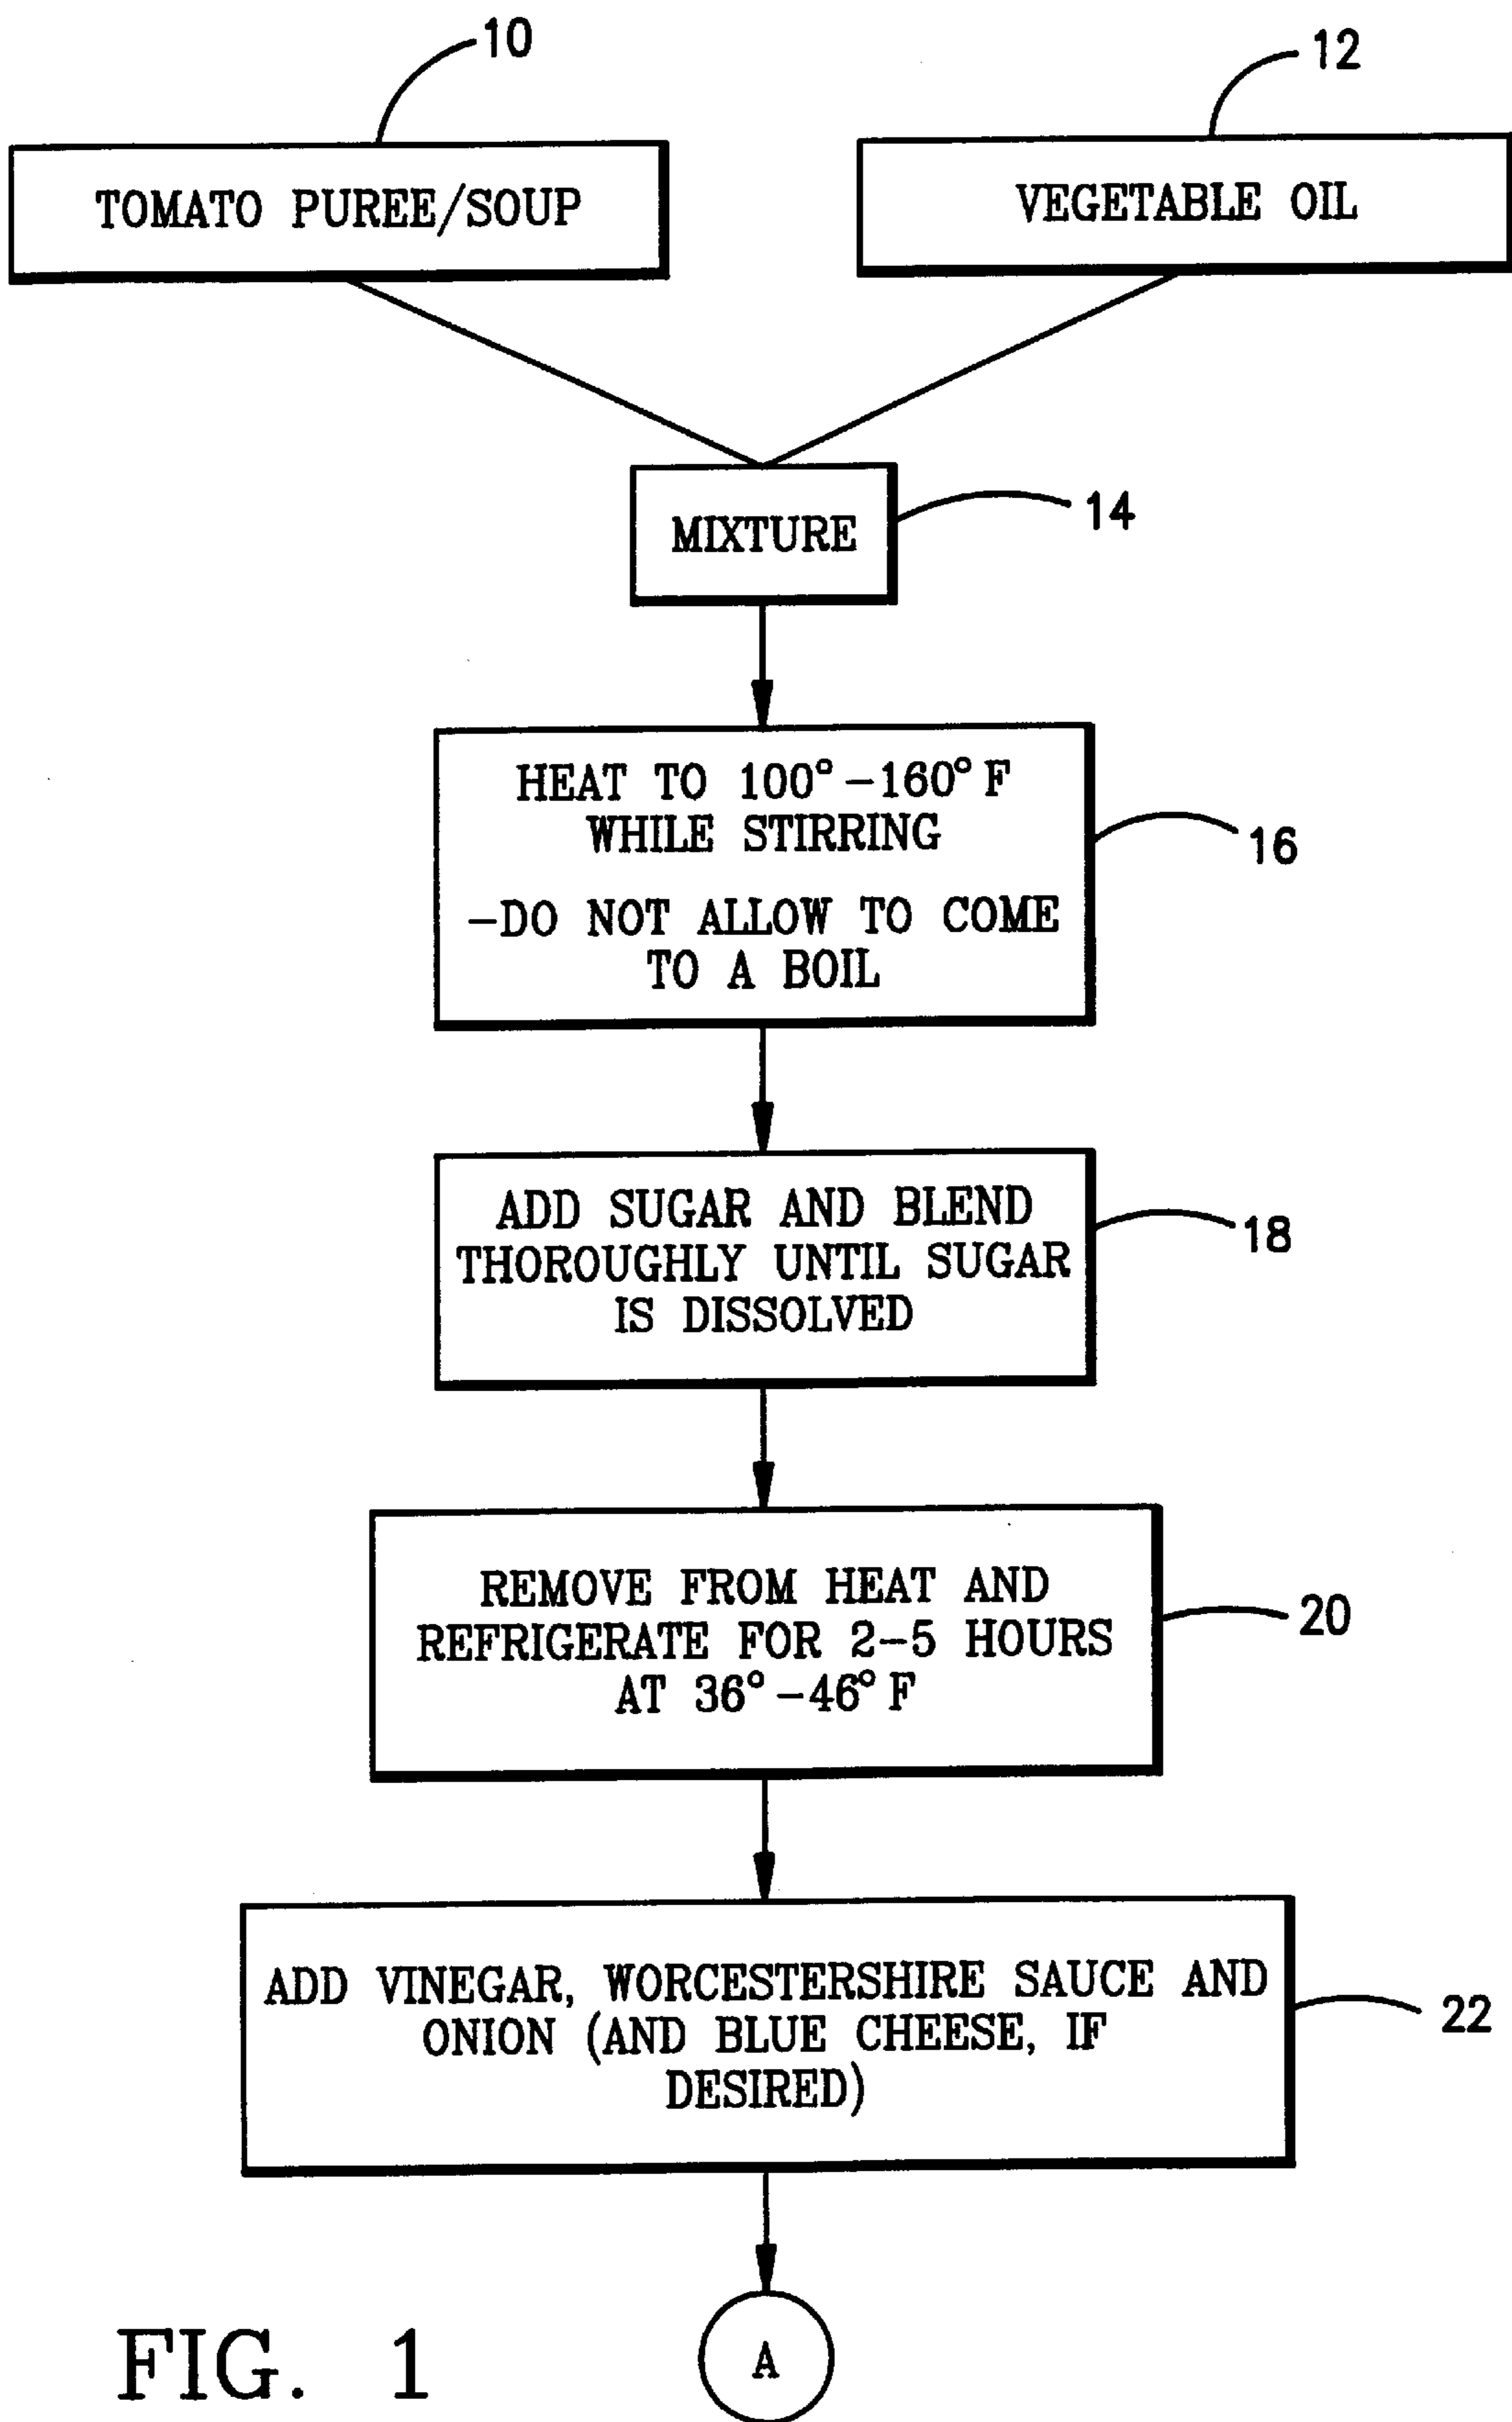 10
12
TOMATO PUREE/SOUP
VEGETABLE OIL
MIXTURE
14
HEAT TO 100°-160°F
WHILE STIRRING
-DO NOT ALLOW TO COME
TO A BOIL
16
ADD SUGAR AND BLEND
THOROUGHLY UNTIL SUGAR
IS DISSOLVED
18
REMOVE FROM HEAT AND
REFRIGERATE FOR 2-5 HOURS
AT 36°-46°F
20
ADD VINEGAR, WORCESTERSHIRE SAUCE AND
ONION (AND BLUE CHEESE, IF
DESIRED)
22
A
FIG. 1